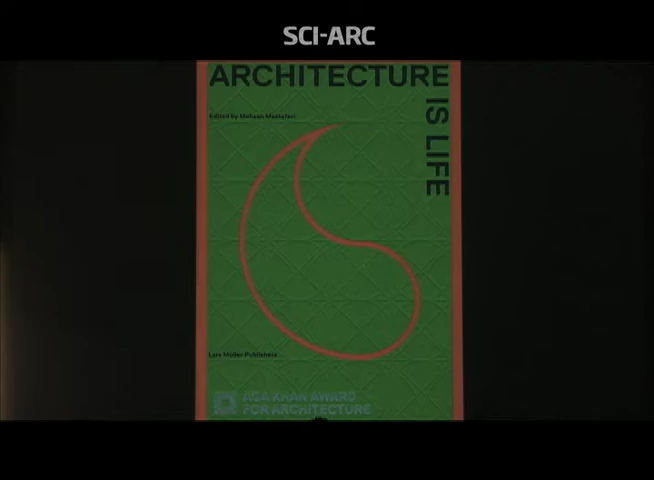 SCI-ARC
ARCHITECTURE
IS LIFE
Edited by Mohsen Mostafavi
Lars Müller Publishers
AGA KHAN AWARD
FOR ARCHITECTURE